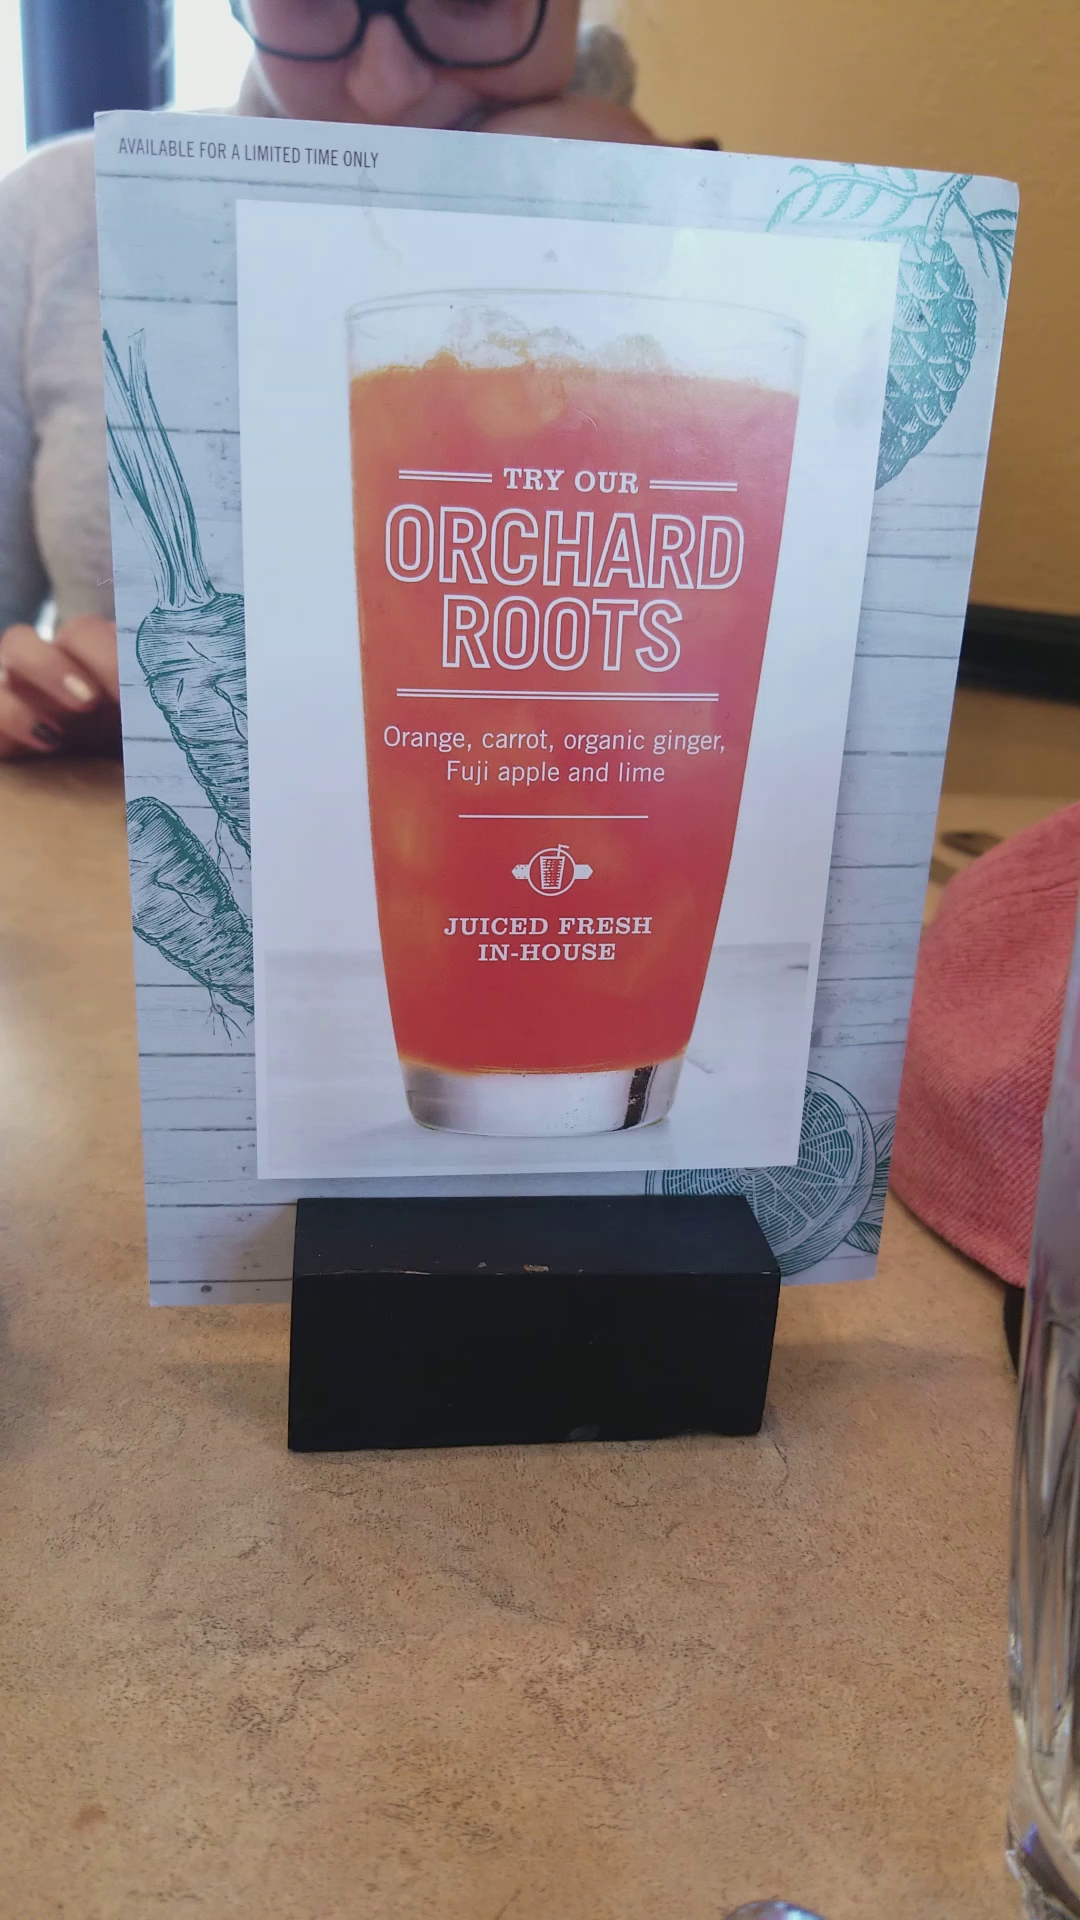 AVAILABLE FOR A LIMITED TIME ONLY
TRY OUR
ORCHARD
ROOTS
Orange, carrot, organic ginger,
Fuji apple and lime
JUICED FRESH
IN-HOUSE